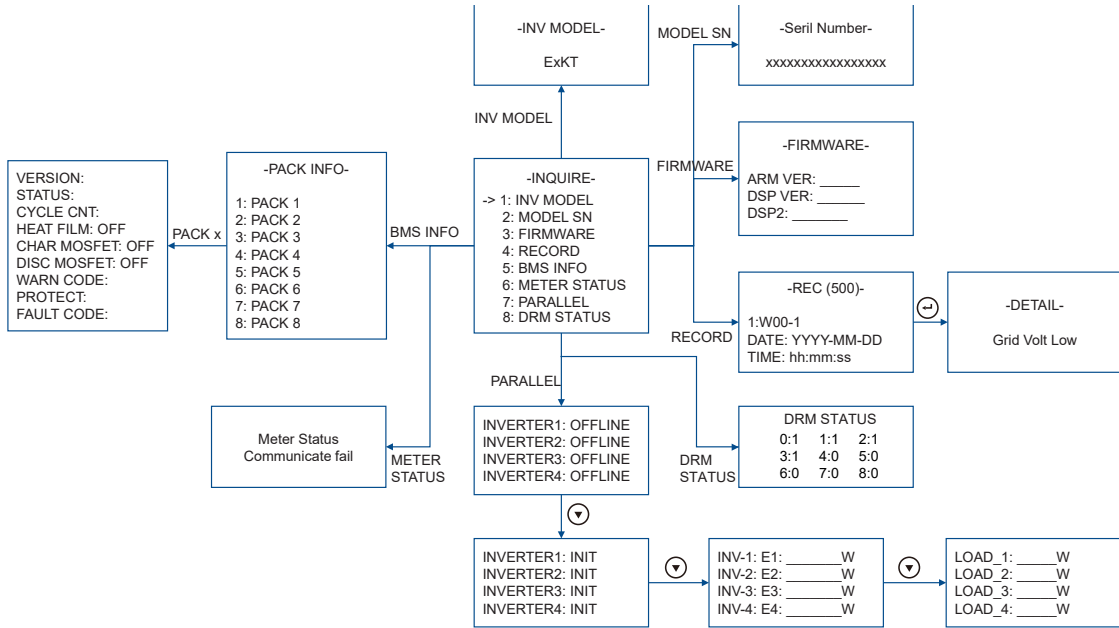 -INV MODEL-
ExKT
MODEL SN
-Seril Number-
xxxxxxxxxxxxxxxxx
INV MODEL
VERSION:
STATUS:
CYCLE CNT:
HEAT FILM: OFF
CHAR MOSFET: OFF
DISC MOSFET: OFF
WARN CODE:
PROTECT:
FAULT CODE:
PACK x
-PACK INFO-
1: PACK 1
2: PACK 2
3: PACK 3
4: PACK 4
5: PACK 5
6: PACK 6
7: PACK 7
8: PACK 8
BMS INFO
-INQUIRE-
-> 1: INV MODEL
2: MODEL SN
3: FIRMWARE
4: RECORD
5: BMS INFO
6: METER STATUS
7: PARALLEL
8: DRM STATUS
FIRMWARE
-FIRMWARE-
ARM VER: _____
DSP VER: ______
DSP2: _______
RECORD
-REC (500)-
1:W00-1
DATE: YYYY-MM-DD
TIME: hh:mm:ss
-DETAIL-
Grid Volt Low
PARALLEL
Meter Status
Communicate fail
METER
STATUS
INVERTER1: OFFLINE
INVERTER2: OFFLINE
INVERTER3: OFFLINE
INVERTER4: OFFLINE
DRM
STATUS
DRM STATUS
0:1 1:1 2:1
3:1 4:0 5:0
6:0 7:0 8:0
INVERTER1: INIT
INVERTER2: INIT
INVERTER3: INIT
INVERTER4: INIT
INV-1: E1: _______W
INV-2: E2: _______W
INV-3: E3: _______W
INV-4: E4: _______W
LOAD_1: _____W
LOAD_2: _____W
LOAD_3: _____W
LOAD_4: _____W